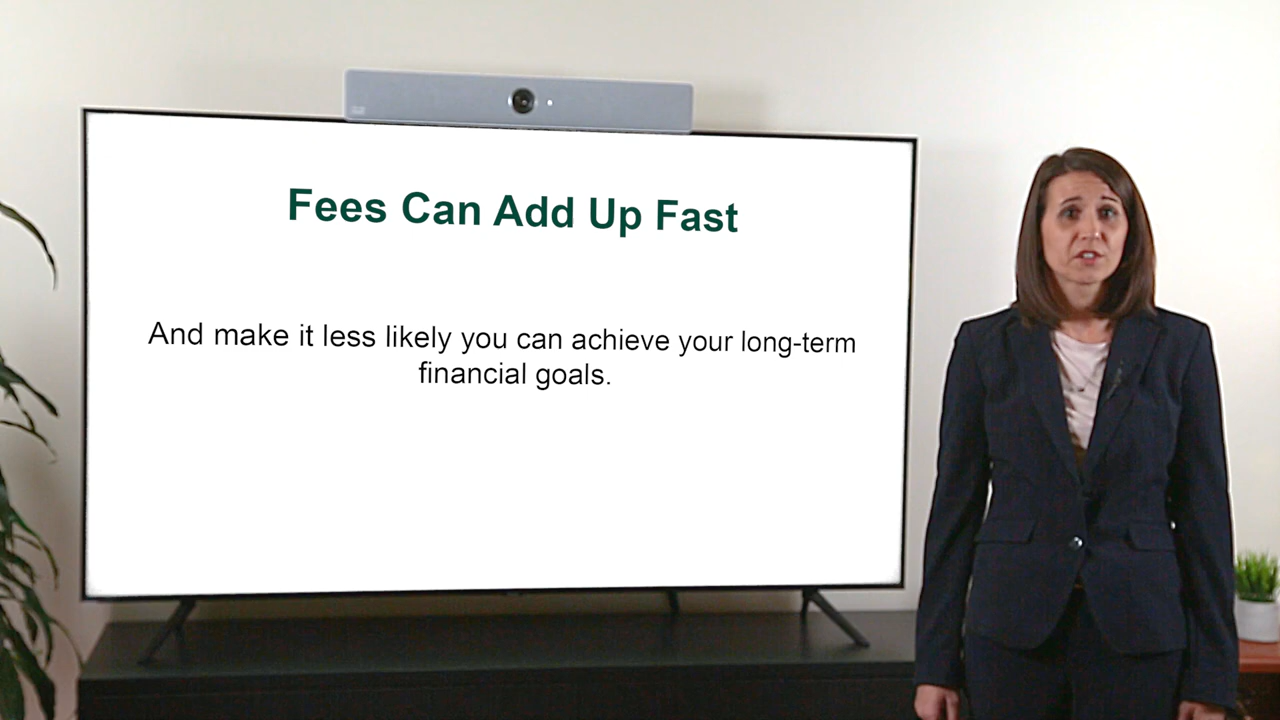 Fees Can Add Up Fast
And make it less likely you can achieve your long-term
financial goals.